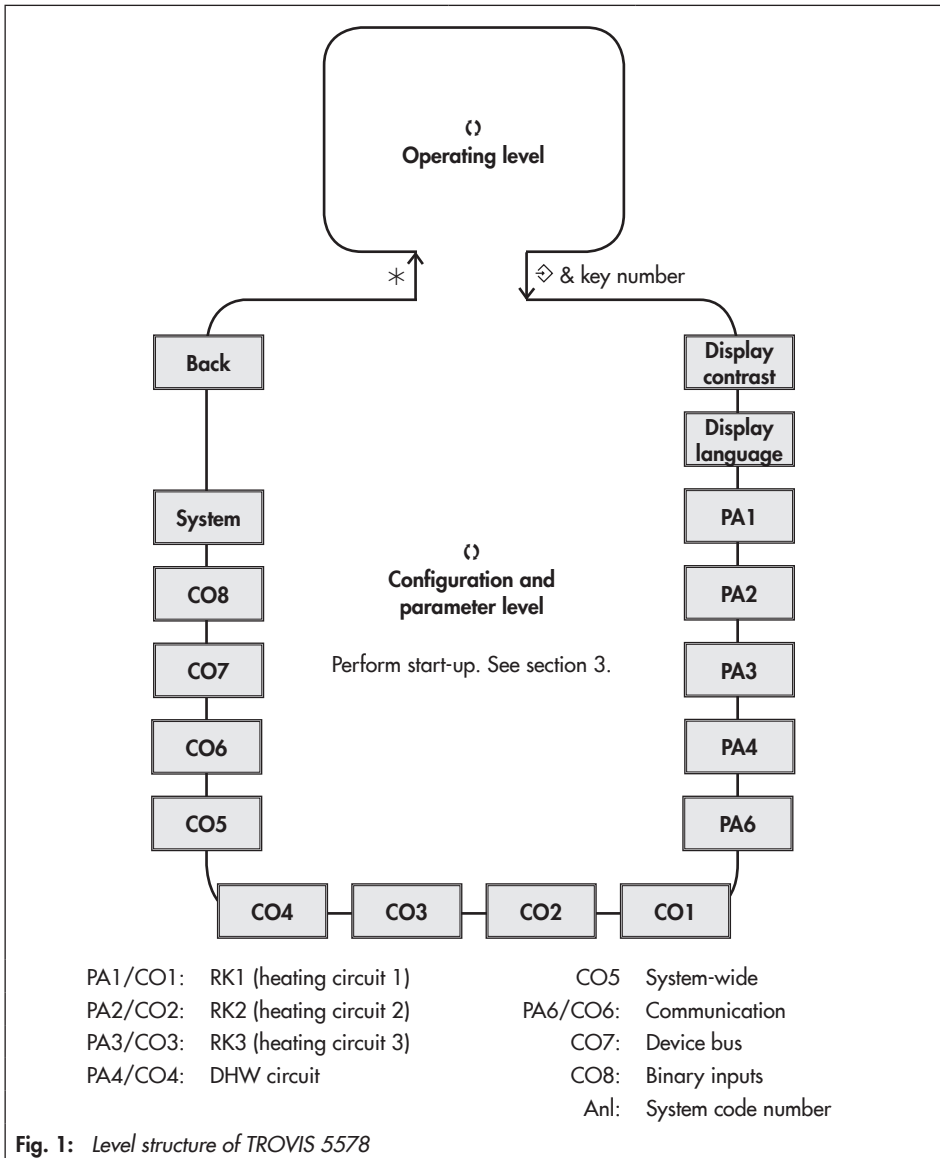 Operating level
* & key number
Back
Display
contrast
Display
language
System
PA1
CO8
Configuration and
parameter level
PA2
CO7
Perform start-up. See section 3.
PA3
CO6
PA4
CO5
PA6
CO4 CO3 CO2 CO1
PA1/CO1: RK1 (heating circuit 1)
PA2/CO2: RK2 (heating circuit 2)
PA3/CO3: RK3 (heating circuit 3)
PA4/CO4: DHW circuit
CO5 System-wide
PA6/CO6: Communication
CO7: Device bus
CO8: Binary inputs
Anl: System code number
Fig. 1: Level structure of TROVIS 5578